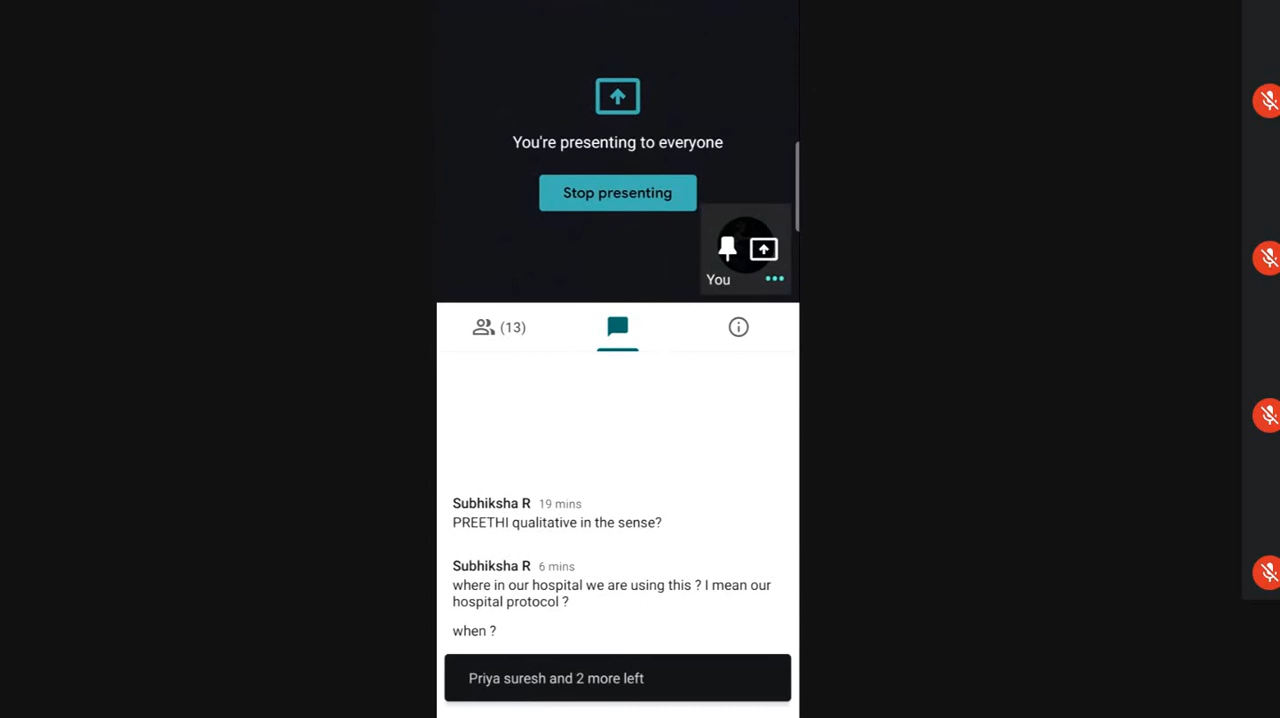 You're presenting to everyone
Stop presenting
You
(13)
Subhiksha R 19 mins
PREETHI qualitative in the sense?
Subhiksha R 6 mins
where in our hospital we are using this ? I mean our
hospital protocol ?
when ?
Priya suresh and 2 more left